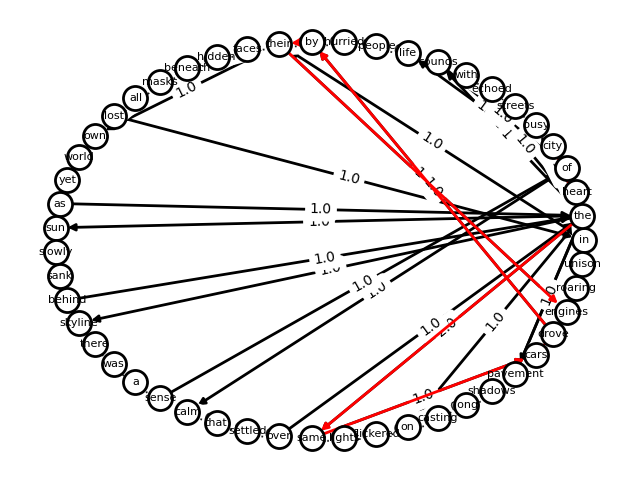 their
by
hurried
people
life
sounds
with
echoed
streets
busy
city
of
heart
the
in
unison
roaring
engines
drove
cars
pavement
shadows
long
casting
on
flickered
lights
same
over
settled
that
calm
sense
a
was
there
skyline
behind
sank
slowly
sun
as
yet
world
own
lost
all
masks
beneath
hidden
faces
1.0
1.0
1.0
1.0
1.0
1.0
1.0
1.0
1.0
1.0
1.0
1.0
1.0
1.0
2.0
1.0
1.0
1.0